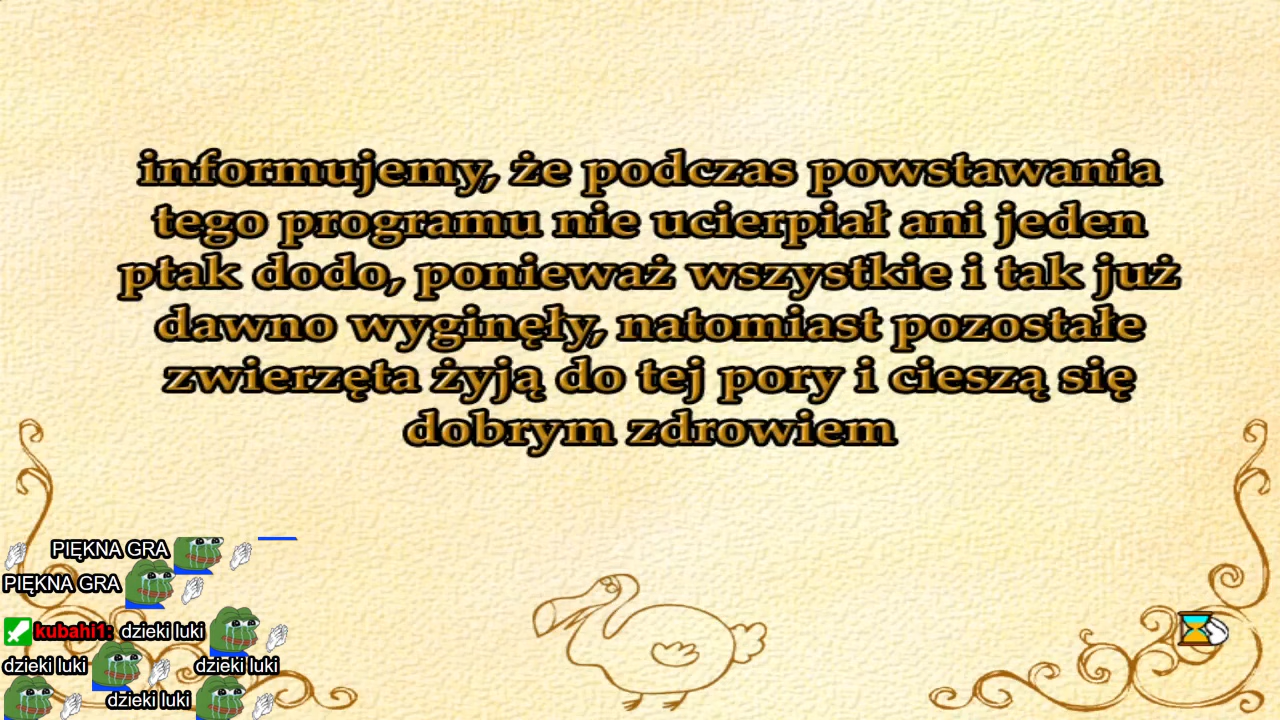 informujemy, że podczas powstawania
tego programu nie ucierpiał ani jeden
ptak dodo, ponieważ wszystkie i tak już
dawno wyginęły, natomiast pozostałe
zwierzęta żyją do tej pory i cieszą się
dobrym zdrowiem
PIĘKNA GRA
PIĘKNA GRA
kubahi1: dzieki luki
dzieki luki dzieki luki
dzieki luki